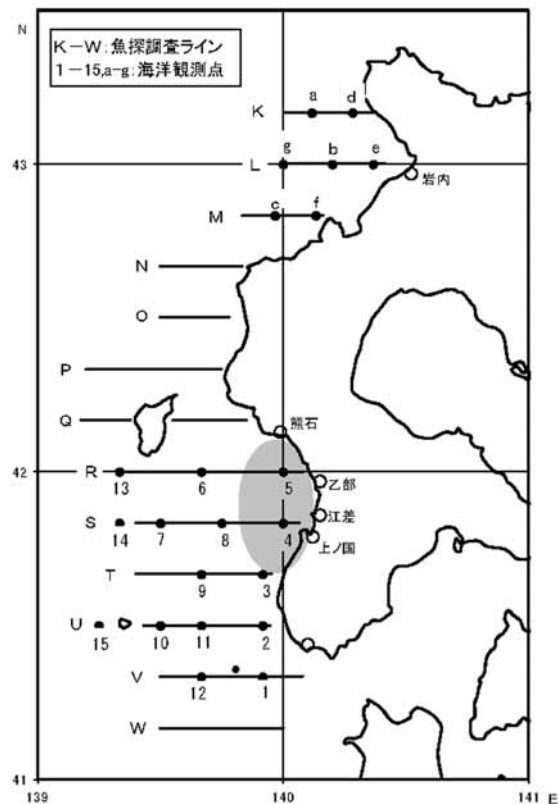 N
K-W:魚探調査ライン
1-15,a-g:海洋観測点
a d
K
g b e
L
43
岩内
c f
M
N
O
P
Q
熊石
R
42
13 6 5
乙部
S
江差
14 7 8 4
上ノ国
T
9 3
U
15 10 11 2
V
12 1
W
41
139 140 141 E